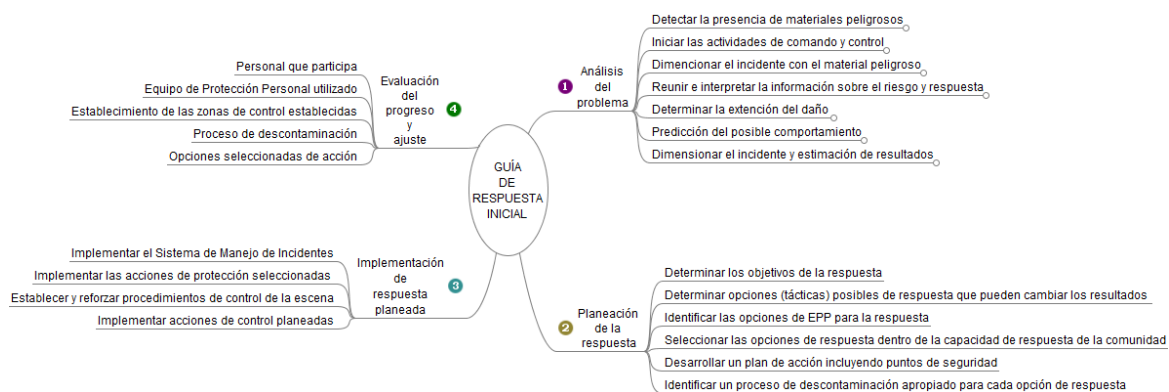 GUÍA
DE
RESPUESTA
INICIAL
1
Análisis
del
problema
Detectar la presencia de materiales peligrosos
Iniciar las actividades de comando y control
Dimencionar el incidente con el material peligroso
Reunir e interpretar la información sobre el riesgo y respuesta
Determinar la extención del daño
Predicción del posible comportamiento
Dimensionar el incidente y estimación de resultados
2
Planeación
de la
respuesta
Determinar los objetivos de la respuesta
Determinar opciones (tácticas) posibles de respuesta que pueden cambiar los resultados
Identificar las opciones de EPP para la respuesta
Seleccionar las opciones de respuesta dentro de la capacidad de respuesta de la comunidad
Desarrollar un plan de acción incluyendo puntos de seguridad
Identificar un proceso de descontaminación apropiado para cada opción de respuesta
3
Implementación
de
respuesta
planeada
Implementar el Sistema de Manejo de Incidentes
Implementar las acciones de protección seleccionadas
Establecer y reforzar procedimientos de control de la escena
Implementar acciones de control planeadas
4
Evaluación
del
progreso
y
ajuste
Personal que participa
Equipo de Protección Personal utilizado
Establecimiento de las zonas de control establecidas
Proceso de descontaminación
Opciones seleccionadas de acción